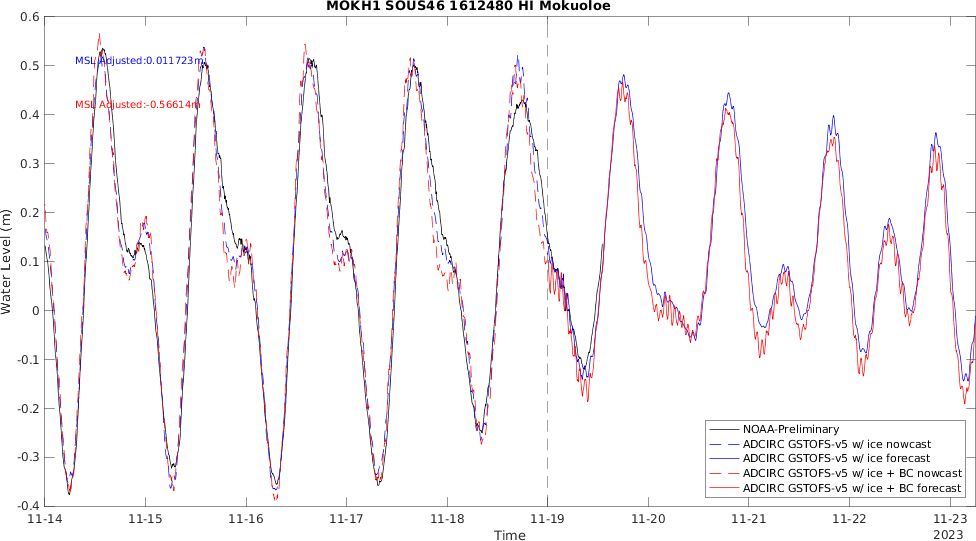 MOKH1 SOUS46 1612480 HI Mokuoloe
0.6
0.5
0.4
0.3
0.2
0.1
0
-0.1
-0.2
-0.3
-0.4
Water Level (m)
MSL Adjusted:0.011723m
MSL Adjusted:-0.56614m
NOAA-Preliminary
ADCIRC GSTOFS-v5 w/ ice nowcast
ADCIRC GSTOFS-v5 w/ ice forecast
ADCIRC GSTOFS-v5 w/ ice + BC nowcast
ADCIRC GSTOFS-v5 w/ ice + BC forecast
11-14 11-15 11-16 11-17 11-18 11-19 11-20 11-21 11-22 11-23
2023
Time